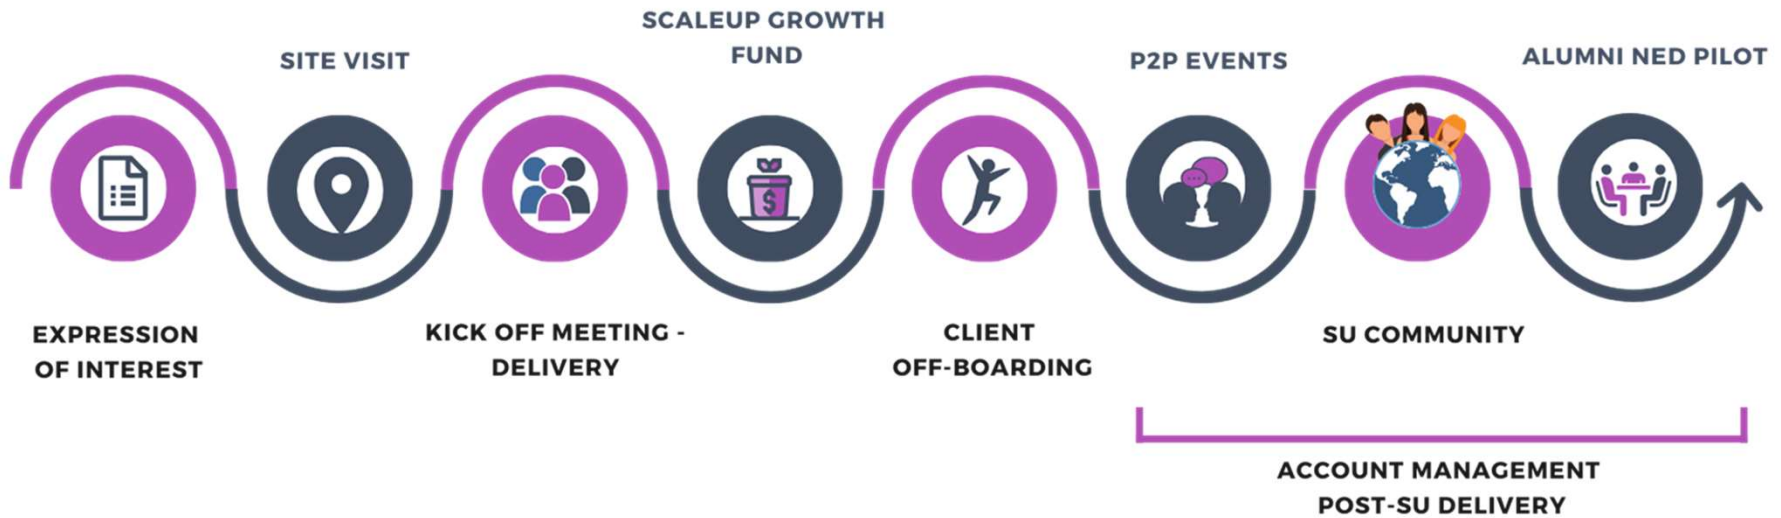 EXPRESSION
OF INTEREST
SITE VISIT
KICK OFF MEETING -
DELIVERY
SCALEUP GROWTH
FUND
$
CLIENT
OFF-BOARDING
P2P EVENTS
SU COMMUNITY
ALUMNI NED PILOT
ACCOUNT MANAGEMENT
POST-SU DELIVERY